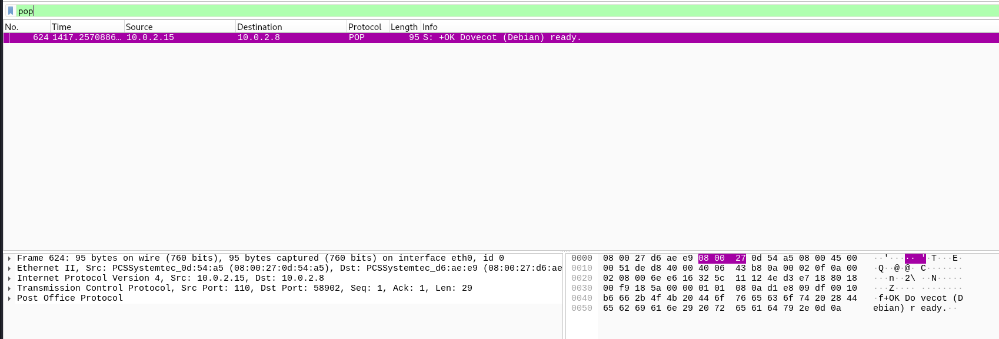 pop
No. Time Source Destination Protocol Length Info
624 1417.2570886… 10.0.2.15 10.0.2.8 POP 95 S: +OK Dovecot (Debian) ready.
Frame 624: 95 bytes on wire (760 bits), 95 bytes captured (760 bits) on interface eth0, id 0
Ethernet II, Src: PCSSystemtec_0d:54:a5 (08:00:27:0d:54:a5), Dst: PCSSystemtec_d6:ae:e9 (08:00:27:d6:ae
Internet Protocol Version 4, Src: 10.0.2.15, Dst: 10.0.2.8
Transmission Control Protocol, Src Port: 110, Dst Port: 58902, Seq: 1, Ack: 1, Len: 29
Post Office Protocol
0000 08 00 27 d6 ae e9 08 00 27 0d 54 a5 08 00 45 00 ··'····· '·T···E·
0010 00 51 de d8 40 00 40 06 43 b8 0a 00 02 0f 0a 00 ·Q··@·@· C·······
0020 02 08 00 6e e6 16 32 5c 11 12 4e d3 e7 18 80 18 ···n··2\ ··N·····
0030 00 f9 18 5a 00 00 01 01 08 0a d1 e8 09 df 00 10 ···Z···· ········
0040 b6 66 2b 4f 4b 20 44 6f 76 65 63 6f 74 20 28 44 ·f+OK Do vecot (D
0050 65 62 69 61 6e 29 20 72 65 61 64 79 2e 0d 0a ebian) r eady.··